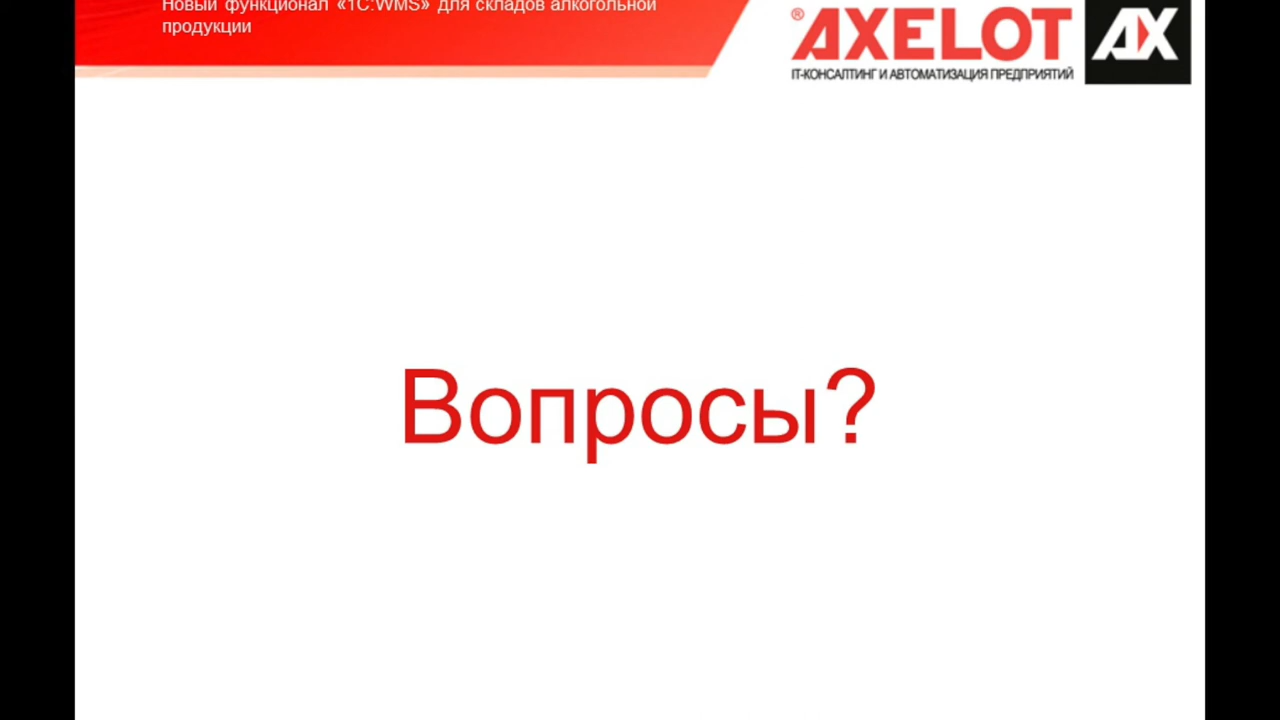 Новый функционал «1С:WMS» для складов алкогольной
продукции
® AXELOT AX
IT-КОНСАЛТИНГ И АВТОМАТИЗАЦИЯ ПРЕДПРИЯТИЙ
Вопросы?